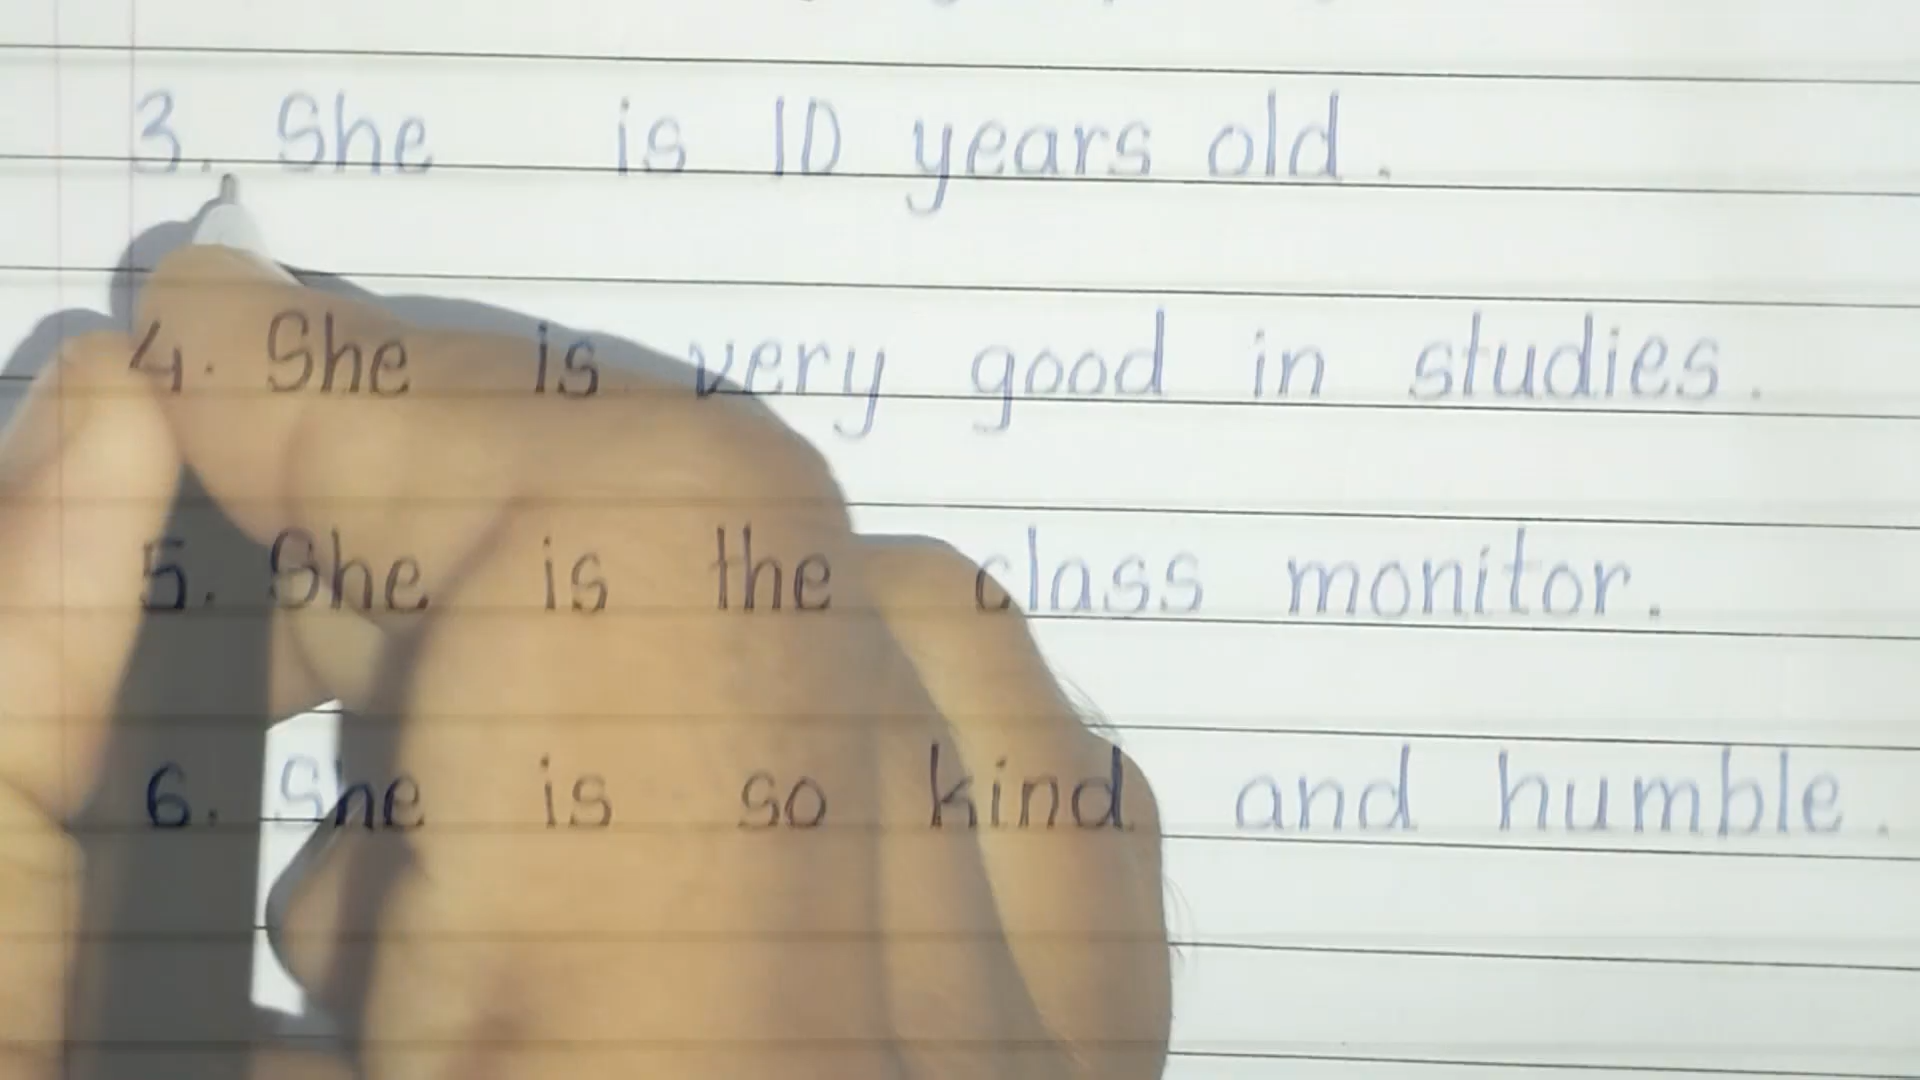 3. She is 10 years old.
4. She is very good in studies.
5. She is the class monitor.
6. She is so kind and humble.